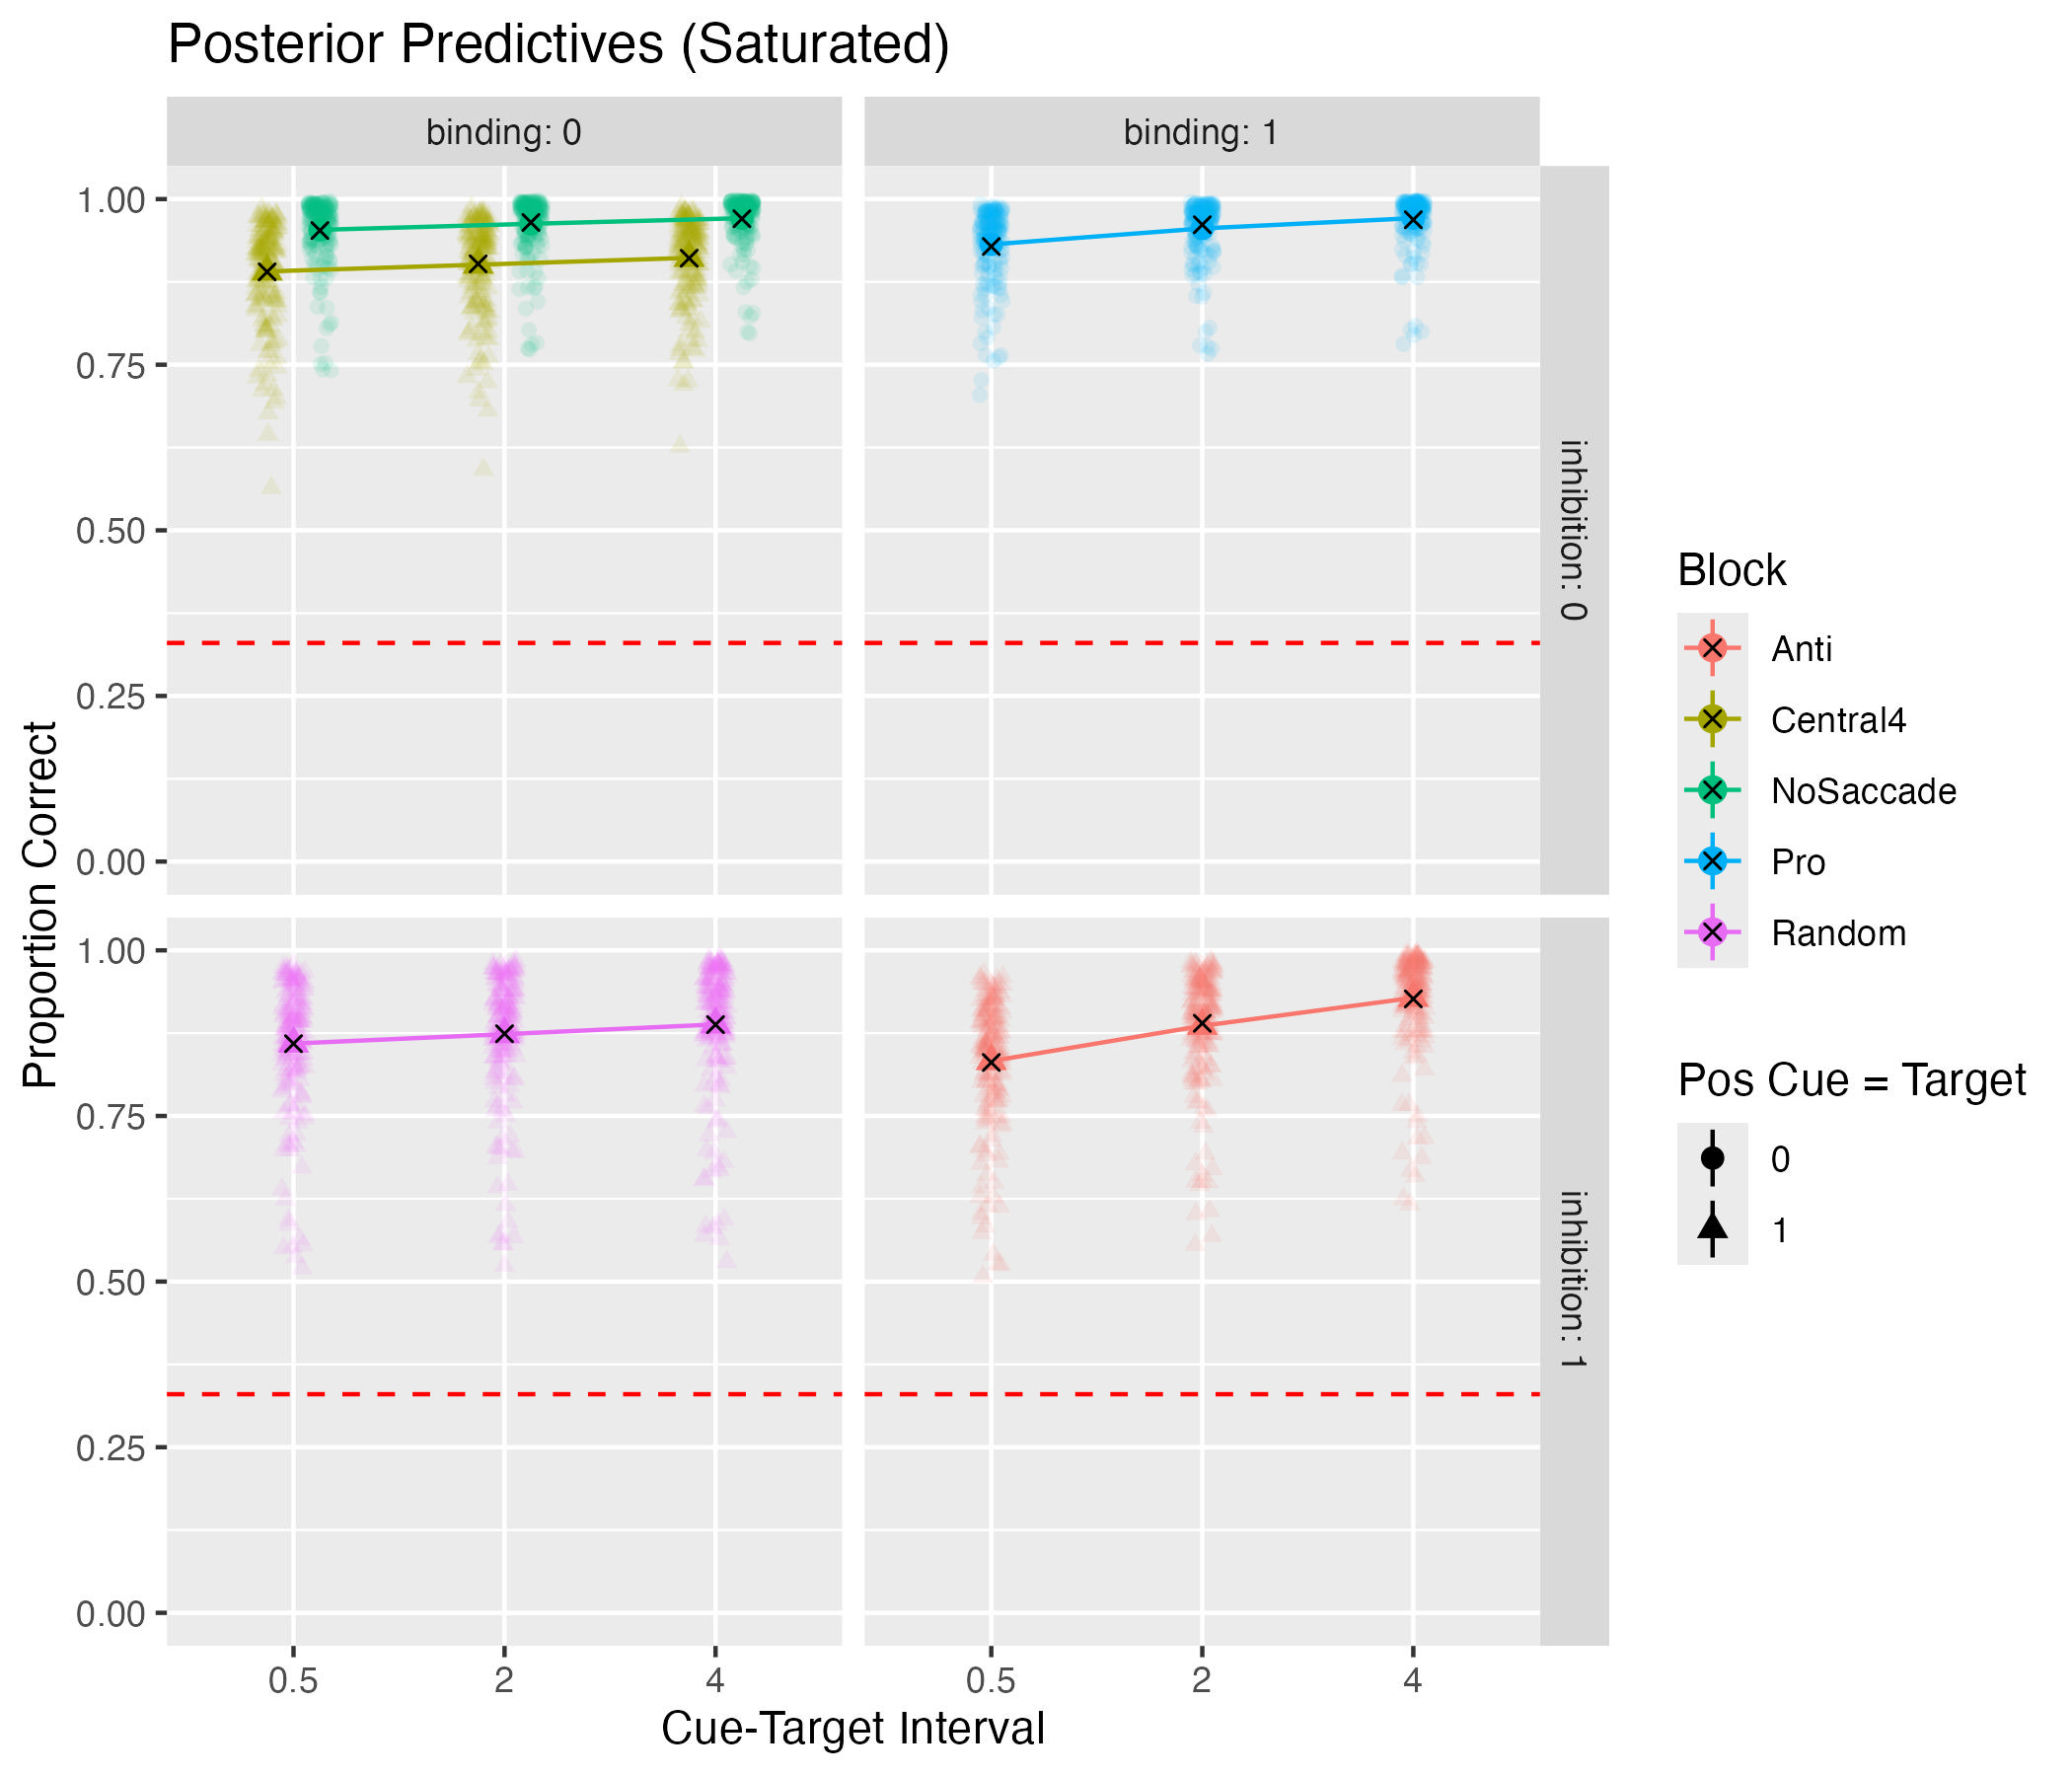 Posterior Predictives (Saturated)
binding: 0
binding: 1
1.00
0.75
0.50
0.25
0.00
inhibition: 0
1.00
0.75
0.50
0.25
0.00
inhibition: 1
Proportion Correct
0.5 2 4
0.5 2 4
Cue-Target Interval
Block
Anti
Central4
NoSaccade
Pro
Random
Pos Cue = Target
0
1